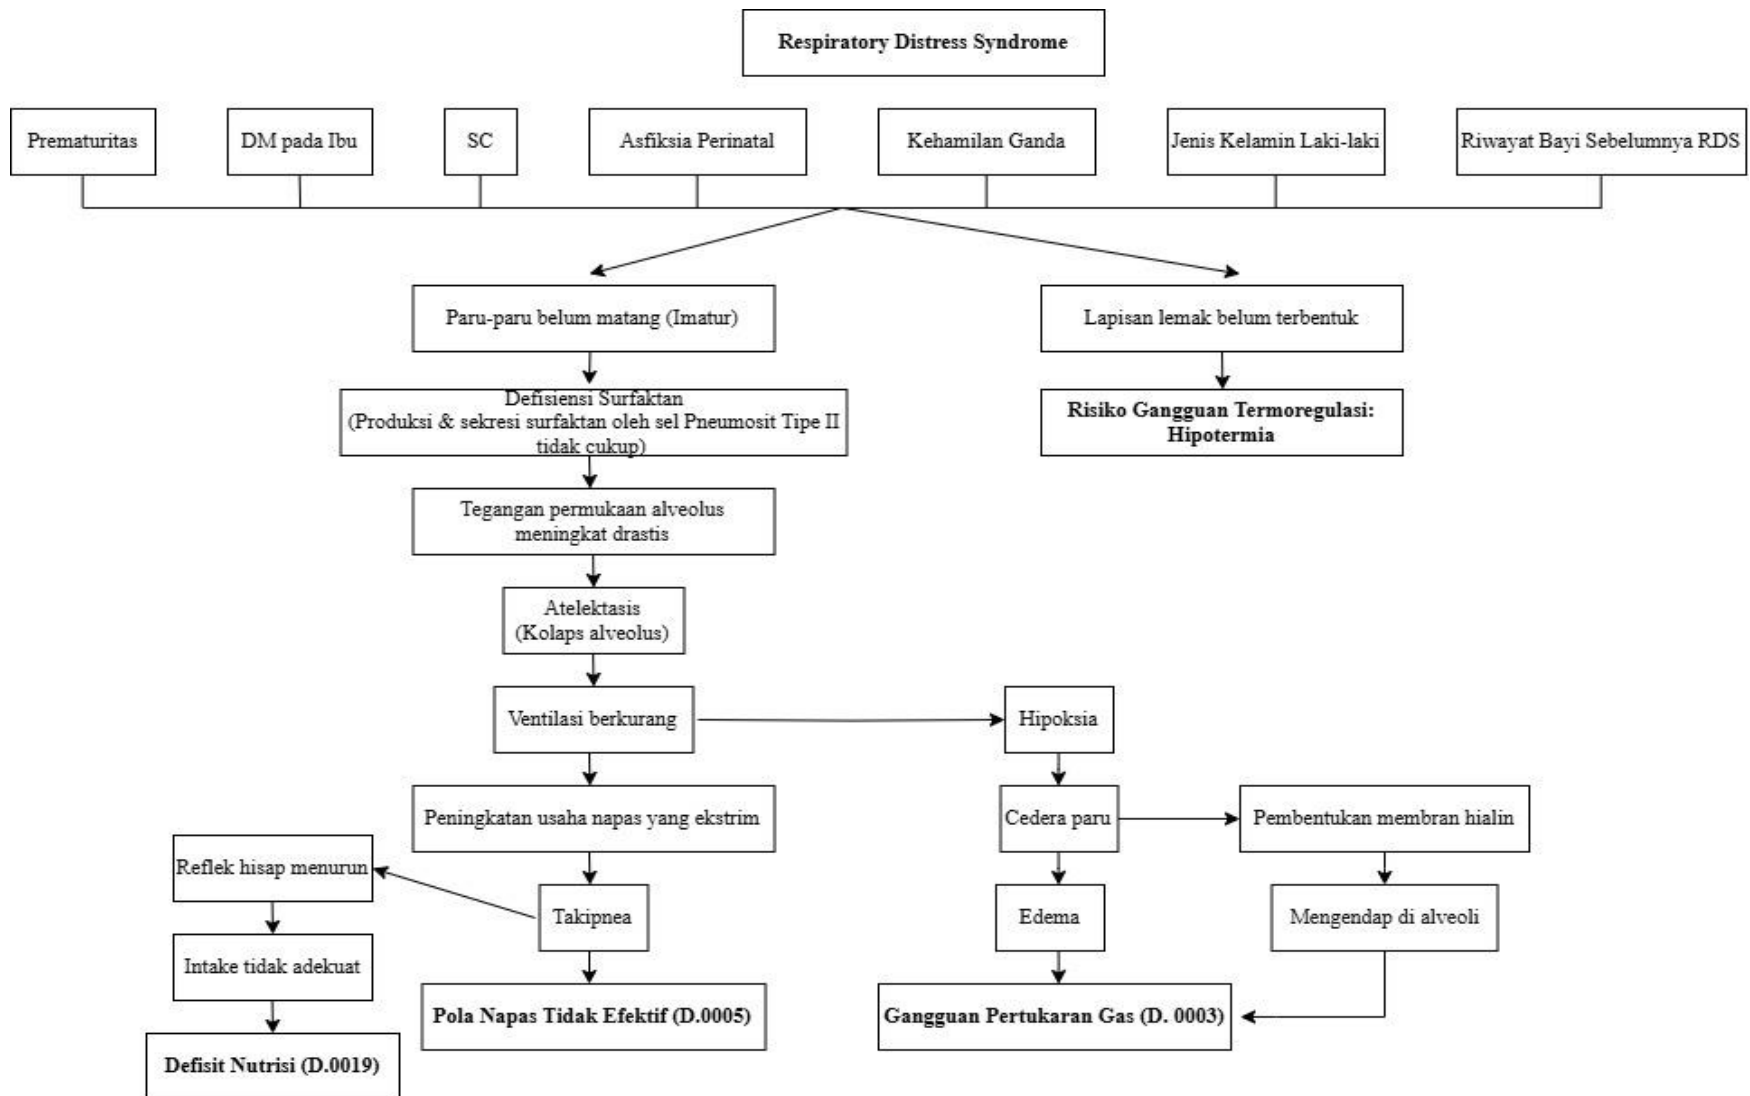 Respiratory Distress Syndrome
Prematuritas
DM pada Ibu
SC
Asfiksia Perinatal
Kehamilan Ganda
Jenis Kelamin Laki-laki
Riwayat Bayi Sebelumnya RDS
Paru-paru belum matang (Imatur)
Lapisan lemak belum terbentuk
Defisiensi Surfaktan
(Produksi & sekresi surfaktan oleh sel Pneumosit Tipe II
tidak cukup)
Risiko Gangguan Termoregulasi:
Hipotermia
Tegangan permukaan alveolus
meningkat drastis
Atelektasis
(Kolaps alveolus)
Ventilasi berkurang
Hipoksia
Peningkatan usaha napas yang ekstrim
Cedera paru
Pembentukan membran hialin
Reflek hisap menurun
Takipnea
Edema
Mengendap di alveoli
Intake tidak adekuat
Pola Napas Tidak Efektif (D.0005)
Gangguan Pertukaran Gas (D. 0003)
Defisit Nutrisi (D.0019)